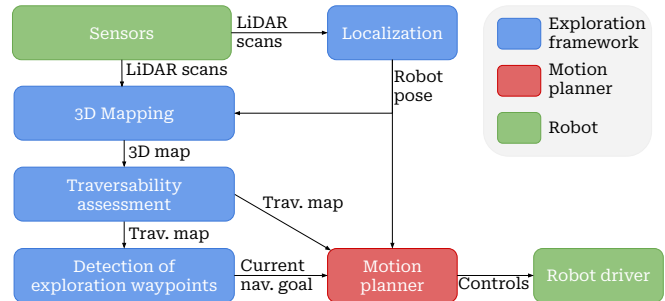 Sensors
LiDAR
scans
Localization
Exploration
framework
LiDAR scans
Robot
pose
Motion
planner
3D Mapping
Robot
3D map
Traversability
assessment
Trav. map
Trav. map
Detection of
exploration waypoints
Current
nav. goal
Motion
planner
Controls
Robot driver